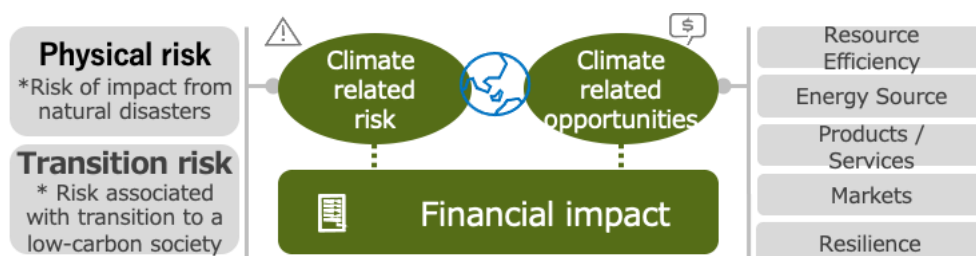 Physical risk
*Risk of impact from
natural disasters
Transition risk
* Risk associated
with transition to a
low-carbon society
Climate
related
risk
$
Climate
related
opportunities
Financial impact
Resource
Efficiency
Energy Source
Products /
Services
Markets
Resilience